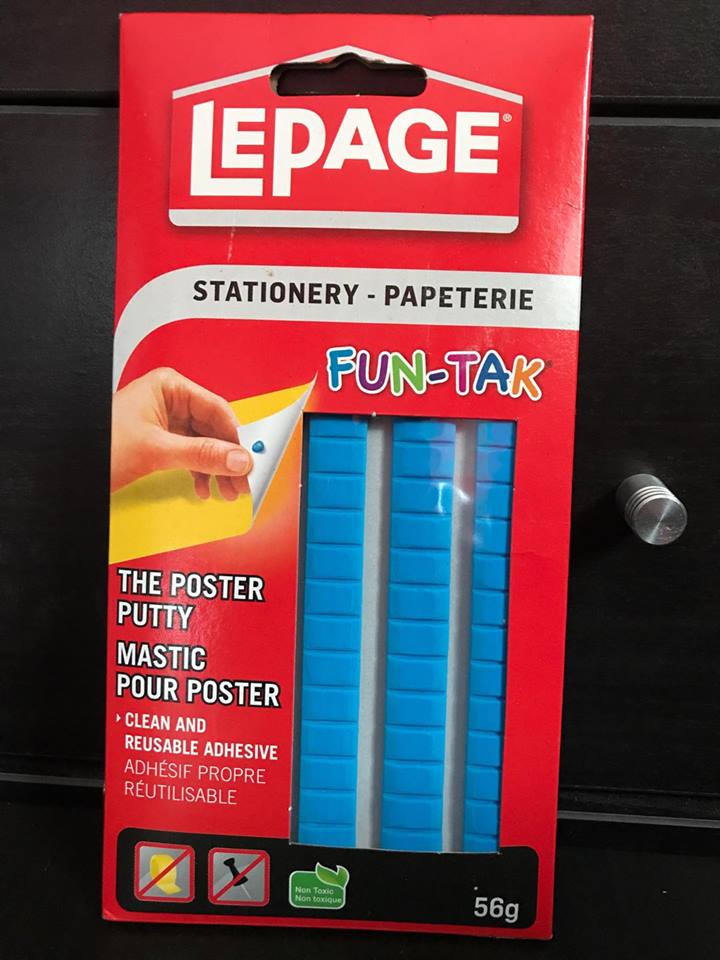 LEPAGE®
STATIONERY - PAPETERIE
FUN-TAK
THE POSTER
PUTTY
MASTIC
POUR POSTER
CLEAN AND
REUSABLE ADHESIVE
ADHÉSIF PROPRE
RÉUTILISABLE
Non Toxic
Non toxique
56g